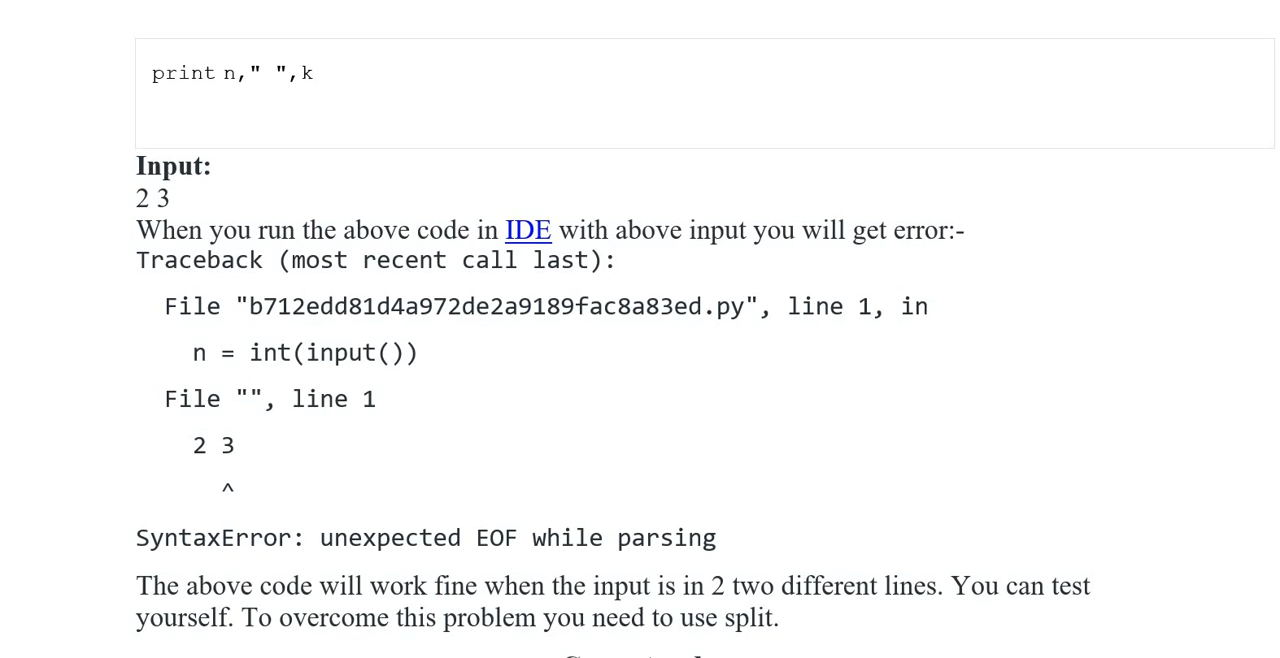 print n," ",k
Input:
2 3
When you run the above code in IDE with above input you will get error:-
Traceback (most recent call last):
File "b712edd81d4a972de2a9189fac8a83ed.py", line 1, in
n = int(input())
File "", line 1
2 3
^
SyntaxError: unexpected EOF while parsing
The above code will work fine when the input is in 2 two different lines. You can test
yourself. To overcome this problem you need to use split.